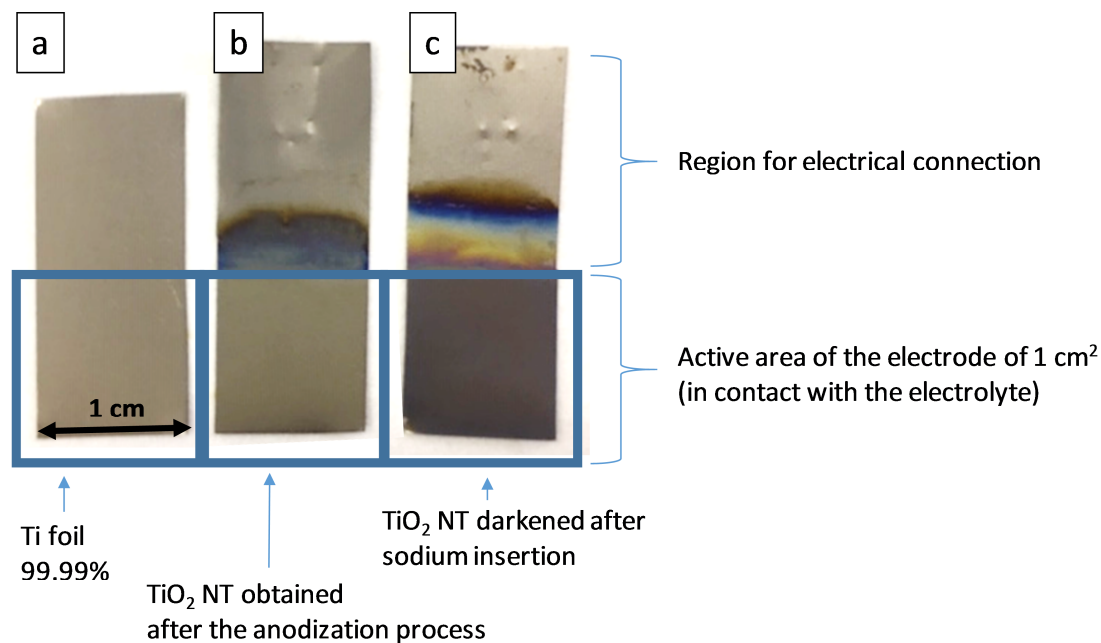 a
b
c
Region for electrical connection
Active area of the electrode of 1 cm²
(in contact with the electrolyte)
1 cm
Ti foil
99.99%
TiO₂ NT obtained
after the anodization process
TiO₂ NT darkened after
sodium insertion